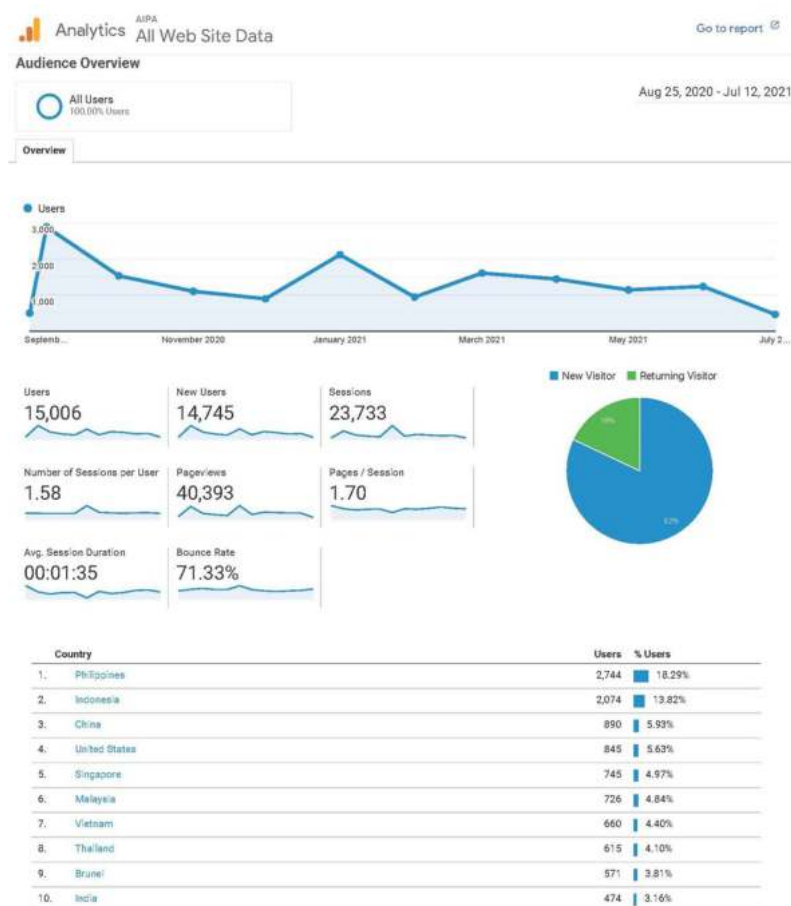 Analytics
AIPA
All Web Site Data
Go to report
Audience Overview
All Users
100.00% Users
Aug 25, 2020 - Jul 12, 2021
Overview
Users
3,000
2,000
1,000
Septemb...
November 2020
January 2021
March 2021
May 2021
July 2...
New Visitor
Returning Visitor
18%
82%
Users
New Users
Sessions
15,006
14,745
23,733
Number of Sessions per User
Pageviews
Pages / Session
1.58
40,393
1.70
Avg. Session Duration
Bounce Rate
00:01:35
71.33%
Country Users % Users
1. Philippines 2,744 18.29%
2. Indonesia 2,074 13.82%
3. China 890 5.93%
4. United States 845 5.63%
5. Singapore 745 4.97%
6. Malaysia 726 4.84%
7. Vietnam 660 4.40%
8. Thailand 615 4.10%
9. Brunei 571 3.81%
10. India 474 3.16%